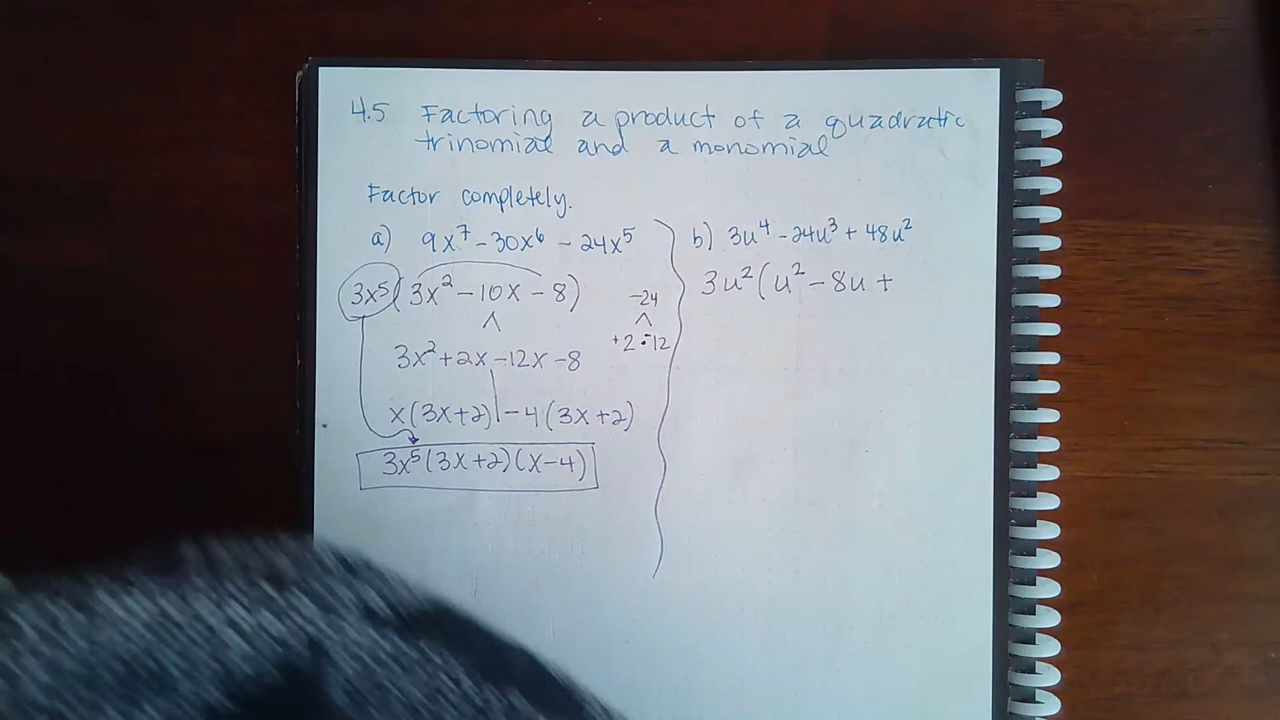 4.5 Factoring a product of a quadratic
trinomial and a monomial
Factor completely.
a) 9x⁷ - 30x⁶ - 24x⁵
3x⁵(3x² - 10x - 8)
-24
+2 · -12
3x² + 2x - 12x - 8
x(3x+2) - 4(3x+2)
3x⁵(3x+2)(x-4)
b) 3u⁴ - 24u³ + 48u²
3u²(u² - 8u +